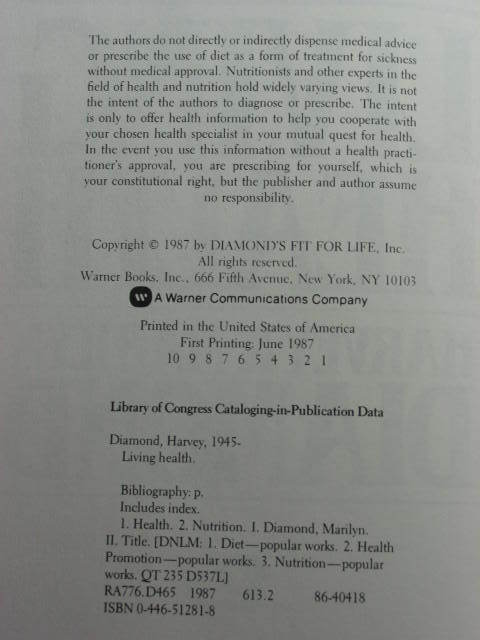 The authors do not directly or indirectly dispense medical advice
or prescribe the use of diet as a form of treatment for sickness
without medical approval. Nutritionists and other experts in the
field of health and nutrition hold widely varying views. It is not
the intent of the authors to diagnose or prescribe. The intent
is only to offer health information to help you cooperate with
your chosen health specialist in your mutual quest for health.
In the event you use this information without a health practi-
tioner's approval, you are prescribing for yourself, which is
your constitutional right, but the publisher and author assume
no responsibility.
Copyright © 1987 by DIAMOND'S FIT FOR LIFE, Inc.
All rights reserved.
Warner Books, Inc., 666 Fifth Avenue, New York, NY 10103
W A Warner Communications Company
Printed in the United States of America
First Printing: June 1987
10 9 8 7 6 5 4 3 2 1
Library of Congress Cataloging-in-Publication Data
Diamond, Harvey, 1945-
Living health.
Bibliography: p.
Includes index.
1. Health. 2. Nutrition. I. Diamond, Marilyn.
II. Title. [DNLM: 1. Diet—popular works. 2. Health
Promotion—popular works. 3. Nutrition—popular
works. QT 235 D537L]
RA776.D465 1987 613.2 86-40418
ISBN 0-446-51281-8